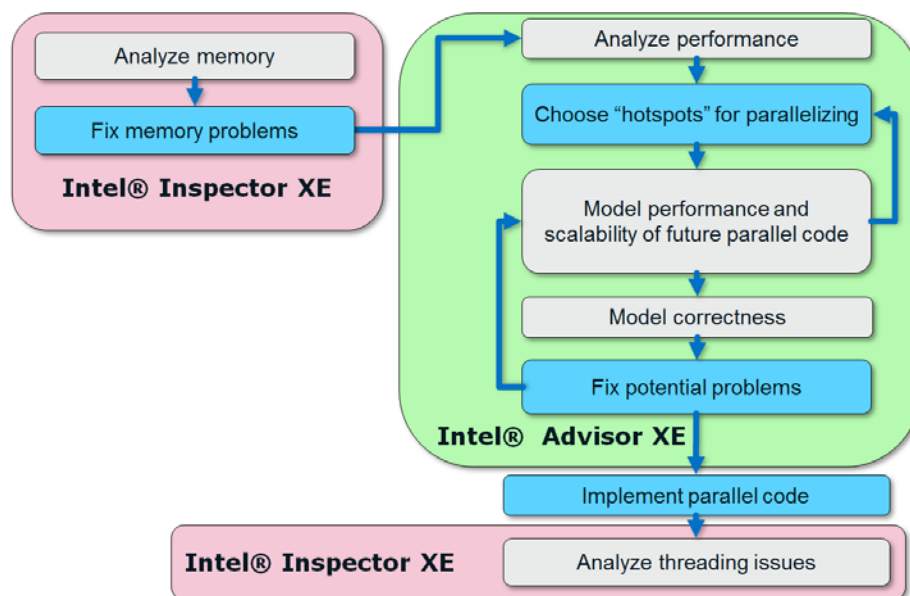 Analyze memory
Fix memory problems
Intel® Inspector XE
Analyze performance
Choose “hotspots” for parallelizing
Model performance and
scalability of future parallel code
Model correctness
Fix potential problems
Intel® Advisor XE
Implement parallel code
Intel® Inspector XE
Analyze threading issues